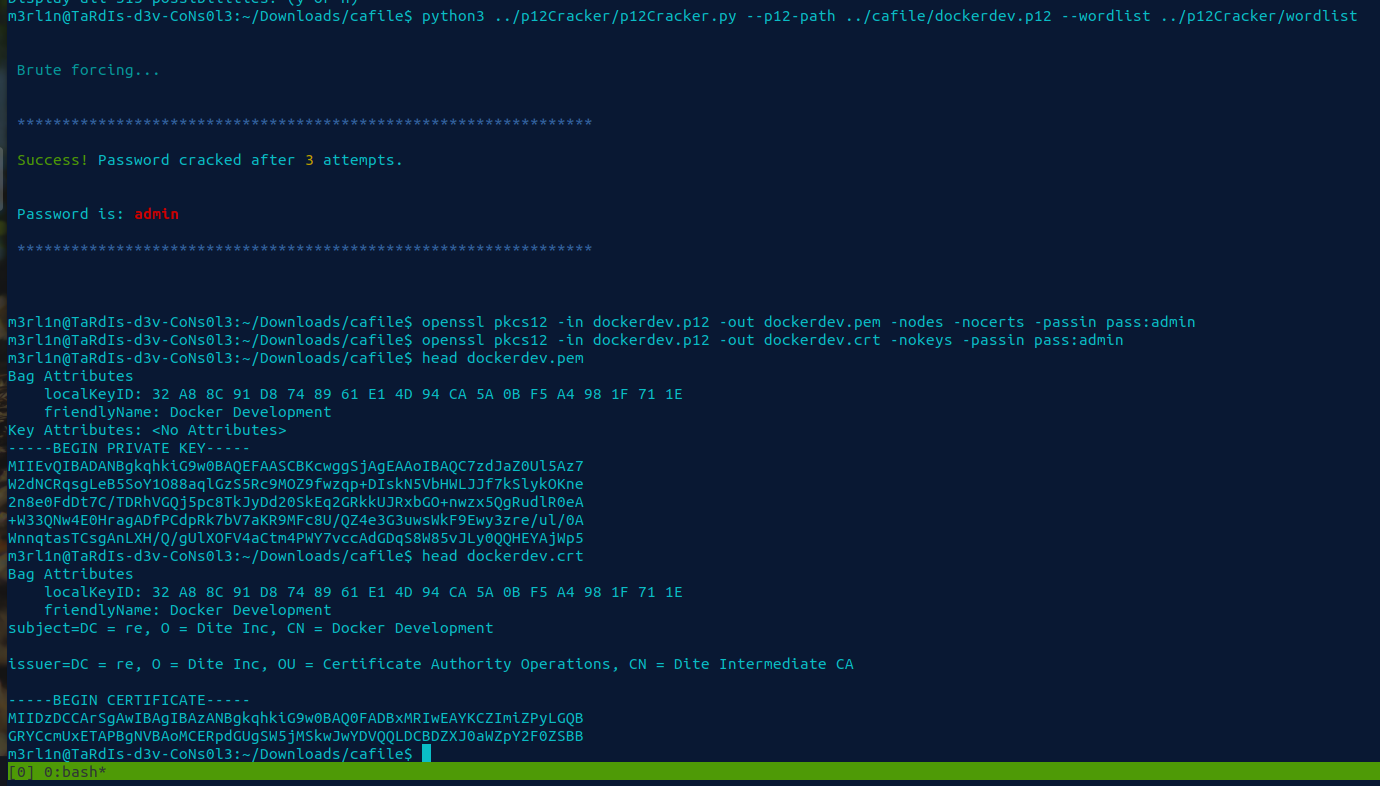 m3rl1n@TaRdIs-d3v-CoNs0l3:~/Downloads/cafile$ python3 ../p12Cracker/p12Cracker.py --p12-path ../cafile/dockerdev.p12 --wordlist ../p12Cracker/wordlist
Brute forcing...
****************************************************************
Success! Password cracked after 3 attempts.
Password is: admin
****************************************************************
m3rl1n@TaRdIs-d3v-CoNs0l3:~/Downloads/cafile$ openssl pkcs12 -in dockerdev.p12 -out dockerdev.pem -nodes -nocerts -passin pass:admin
m3rl1n@TaRdIs-d3v-CoNs0l3:~/Downloads/cafile$ openssl pkcs12 -in dockerdev.p12 -out dockerdev.crt -nokeys -passin pass:admin
m3rl1n@TaRdIs-d3v-CoNs0l3:~/Downloads/cafile$ head dockerdev.pem
Bag Attributes
    localKeyID: 32 A8 8C 91 D8 74 89 61 E1 4D 94 CA 5A 0B F5 A4 98 1F 71 1E
    friendlyName: Docker Development
Key Attributes: <No Attributes>
-----BEGIN PRIVATE KEY-----
MIIEvQIBADANBgkqhkiG9w0BAQEFAASCBKcwggSjAgEAAoIBAQC7zdJaZ0Ul5Az7
W2dNCRqsgLeB5SoY1O88aqlGzS5Rc9MOZ9fwzqp+DIskN5VbHWLJJf7kSlykOKne
2n8e0FdDt7C/TDRhVGQj5pc8TkJyDd20SkEq2GRkkUJRxbGO+nwzx5QgRudlR0eA
+W33QNw4E0HragADfPCdpRk7bV7aKR9MFc8U/QZ4e3G3uwsWkF9Ewy3zre/ul/0A
WnnqtasTCsgAnLXH/Q/gUlXOFV4aCtm4PWY7vccAdGDqS8W85vJLy0QQHEYAjWp5
m3rl1n@TaRdIs-d3v-CoNs0l3:~/Downloads/cafile$ head dockerdev.crt
Bag Attributes
    localKeyID: 32 A8 8C 91 D8 74 89 61 E1 4D 94 CA 5A 0B F5 A4 98 1F 71 1E
    friendlyName: Docker Development
subject=DC = re, O = Dite Inc, CN = Docker Development
issuer=DC = re, O = Dite Inc, OU = Certificate Authority Operations, CN = Dite Intermediate CA
-----BEGIN CERTIFICATE-----
MIIDzDCCArSgAwIBAgIBAzANBgkqhkiG9w0BAQ0FADBxMRIwEAYKCZImiZPyLGQB
GRYCcmUxETAPBgNVBAoMCERpdGUgSW5jMSkwJwYDVQQLDCBDZXJ0aWZpY2F0ZSBB
m3rl1n@TaRdIs-d3v-CoNs0l3:~/Downloads/cafile$
[0] 0:bash*